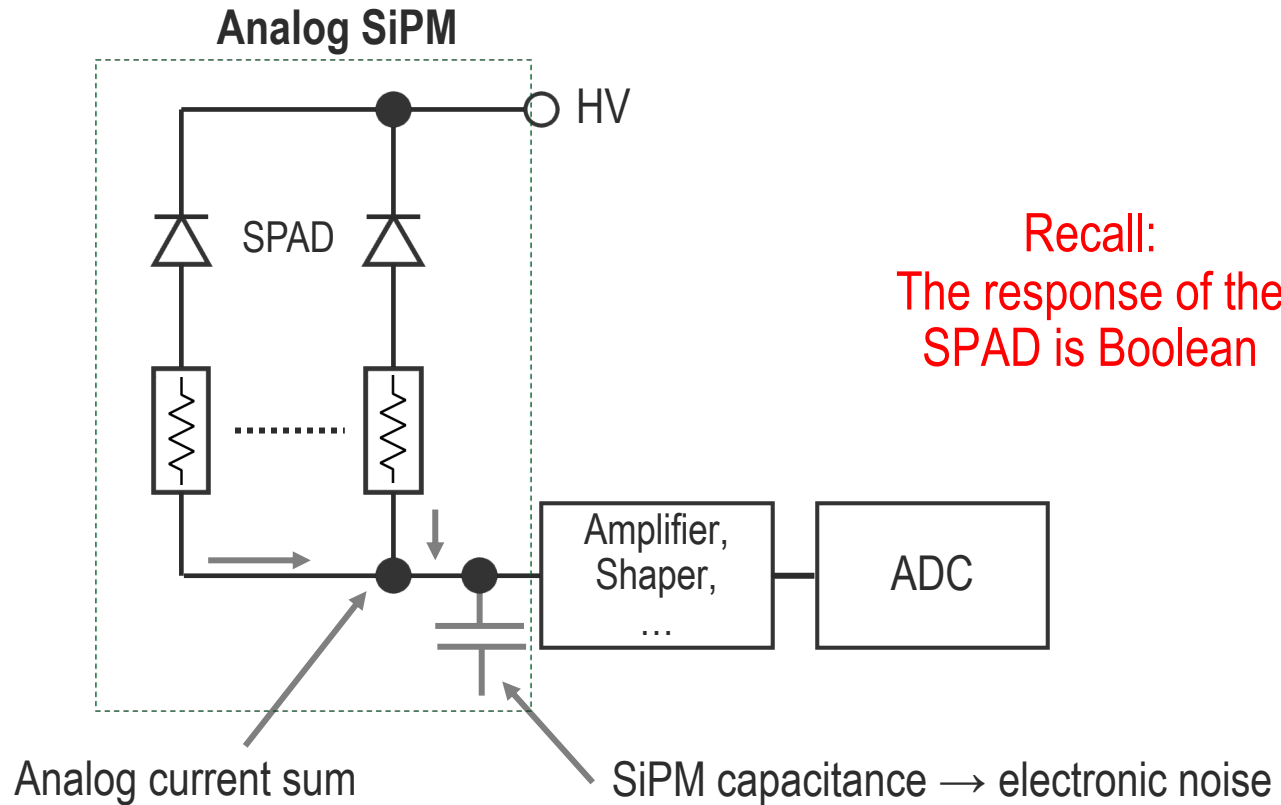 Analog SiPM
HV
SPAD
Recall:
The response of the
SPAD is Boolean
Amplifier,
Shaper,
…
ADC
Analog current sum
SiPM capacitance → electronic noise